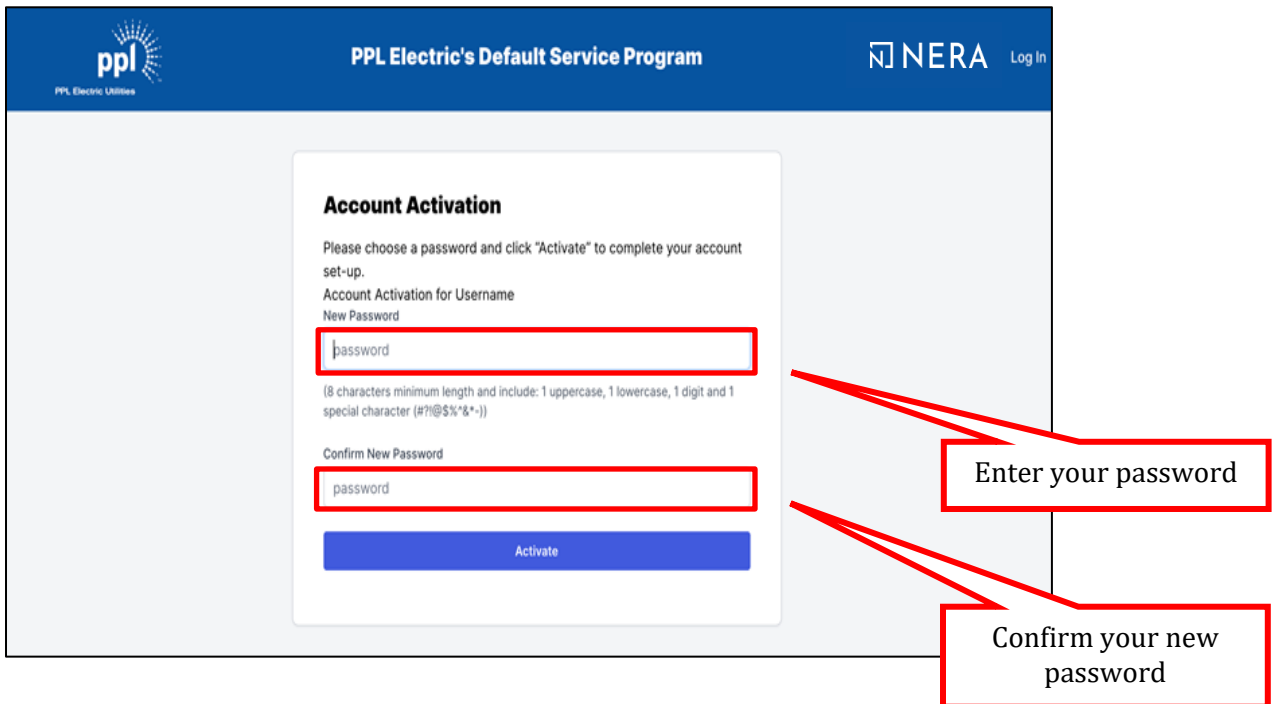 ppl
PPL Electric Utilities
PPL Electric's Default Service Program
NERA
Log In
Account Activation
Please choose a password and click "Activate" to complete your account
set-up.
Account Activation for Username
New Password
password
(8 characters minimum length and include: 1 uppercase, 1 lowercase, 1 digit and 1
special character (#?!@$%^&*-))
Confirm New Password
password
Activate
Enter your password
Confirm your new
password